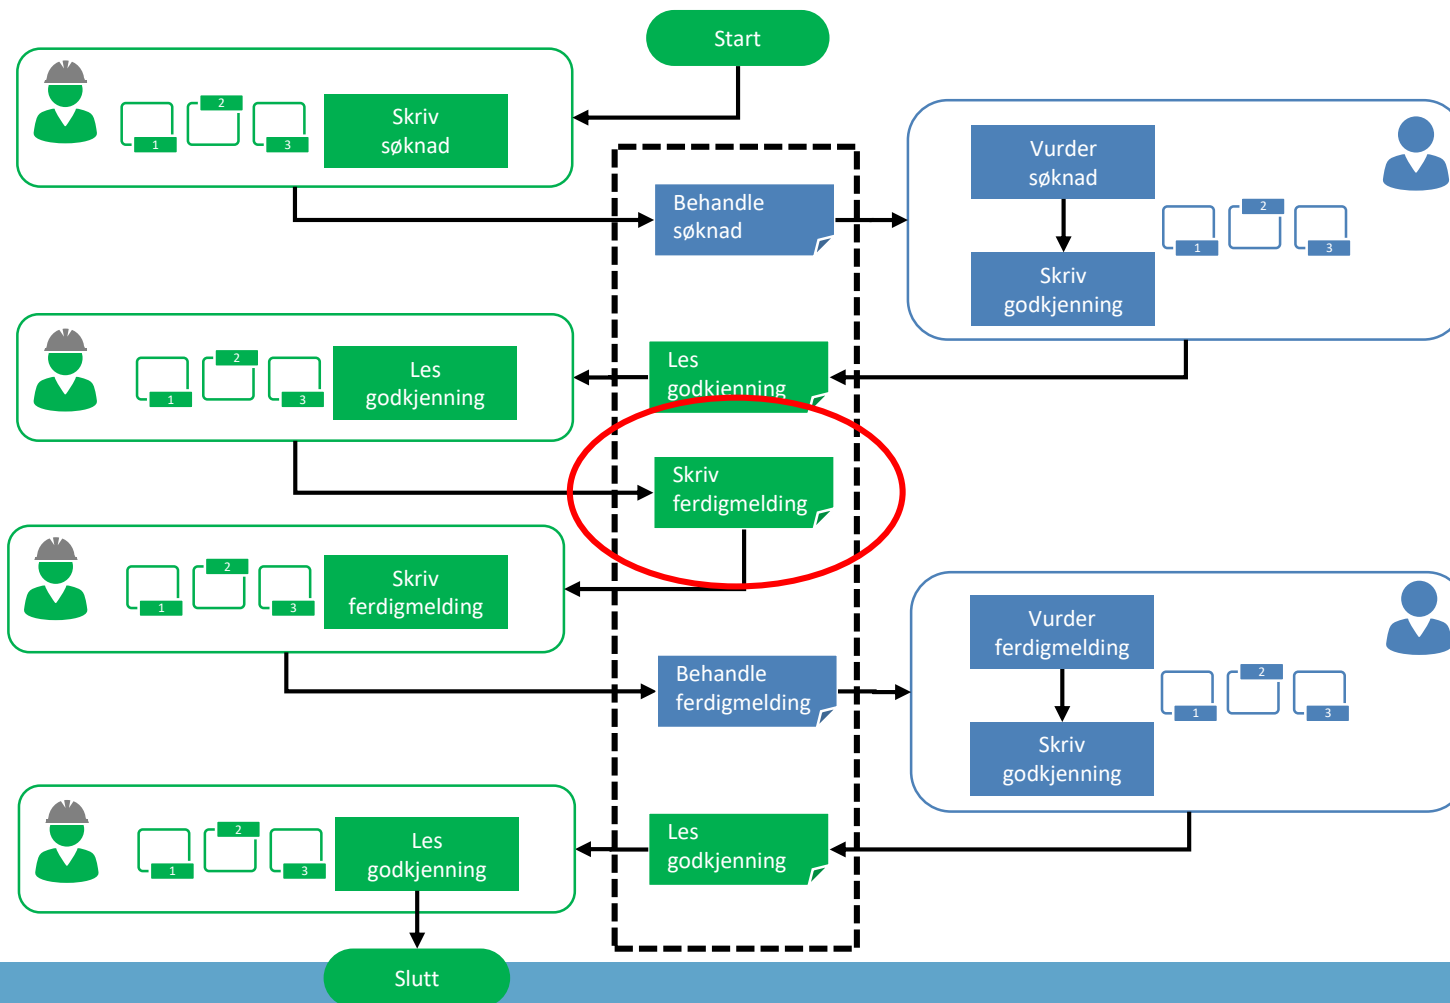 Start
1
2
3
Skriv
søknad
Behandle
søknad
Vurder
søknad
Skriv
godkjenning
1
2
3
Les
godkjenning
1
2
3
Les
godkjenning
Skriv
ferdigmelding
1
2
3
Skriv
ferdigmelding
Behandle
ferdigmelding
Vurder
ferdigmelding
Skriv
godkjenning
1
2
3
Les
godkjenning
1
2
3
Les
godkjenning
Slutt